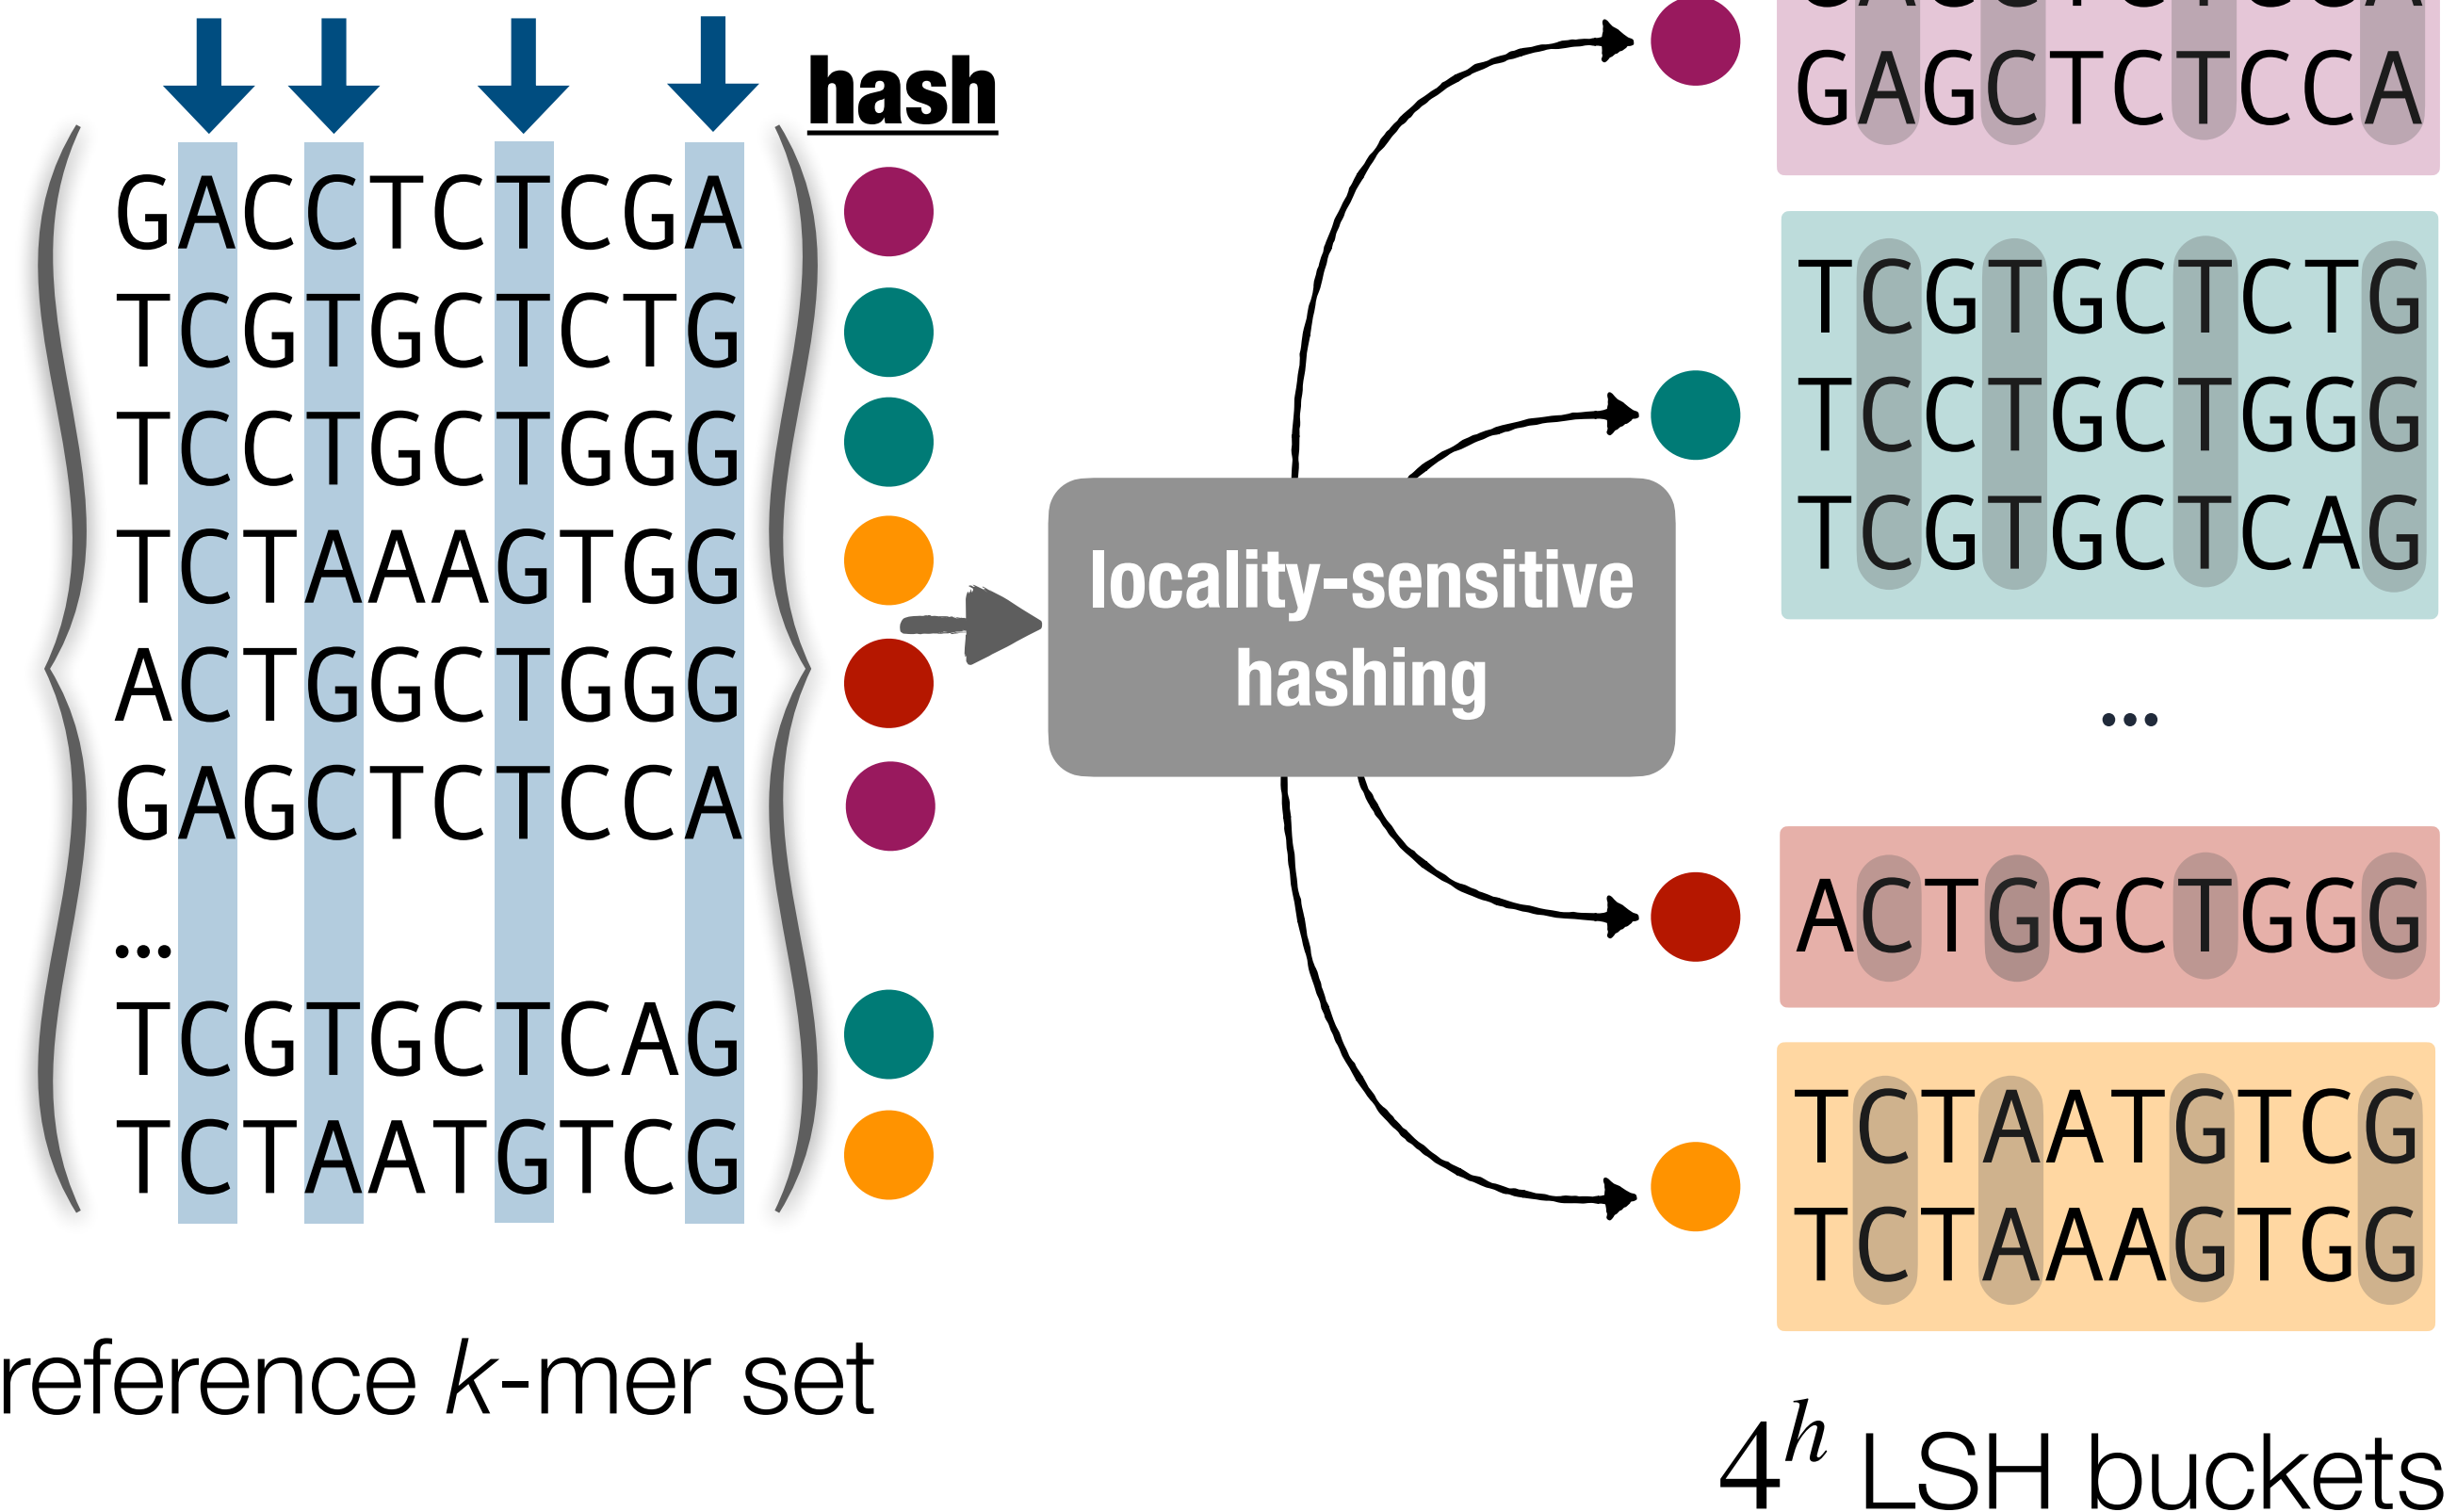 hash
GACCTCTCGA
TCGTGCTCTG
TCCTGCTGGG
TCTAAAGTGG
ACTGGCTGGG
GAGCTCTCCA
...
TCGTGCTCAG
TCTAATGTCG
reference k-mer set
locality-sensitive
hashing
GAGCTCTCCA
TCGTGCTCTG
TCCTGCTGGG
TCGTGCTCAG
...
ACTGGCTGGG
TCTAATGTCG
TCTAAAGTGG
4^h LSH buckets